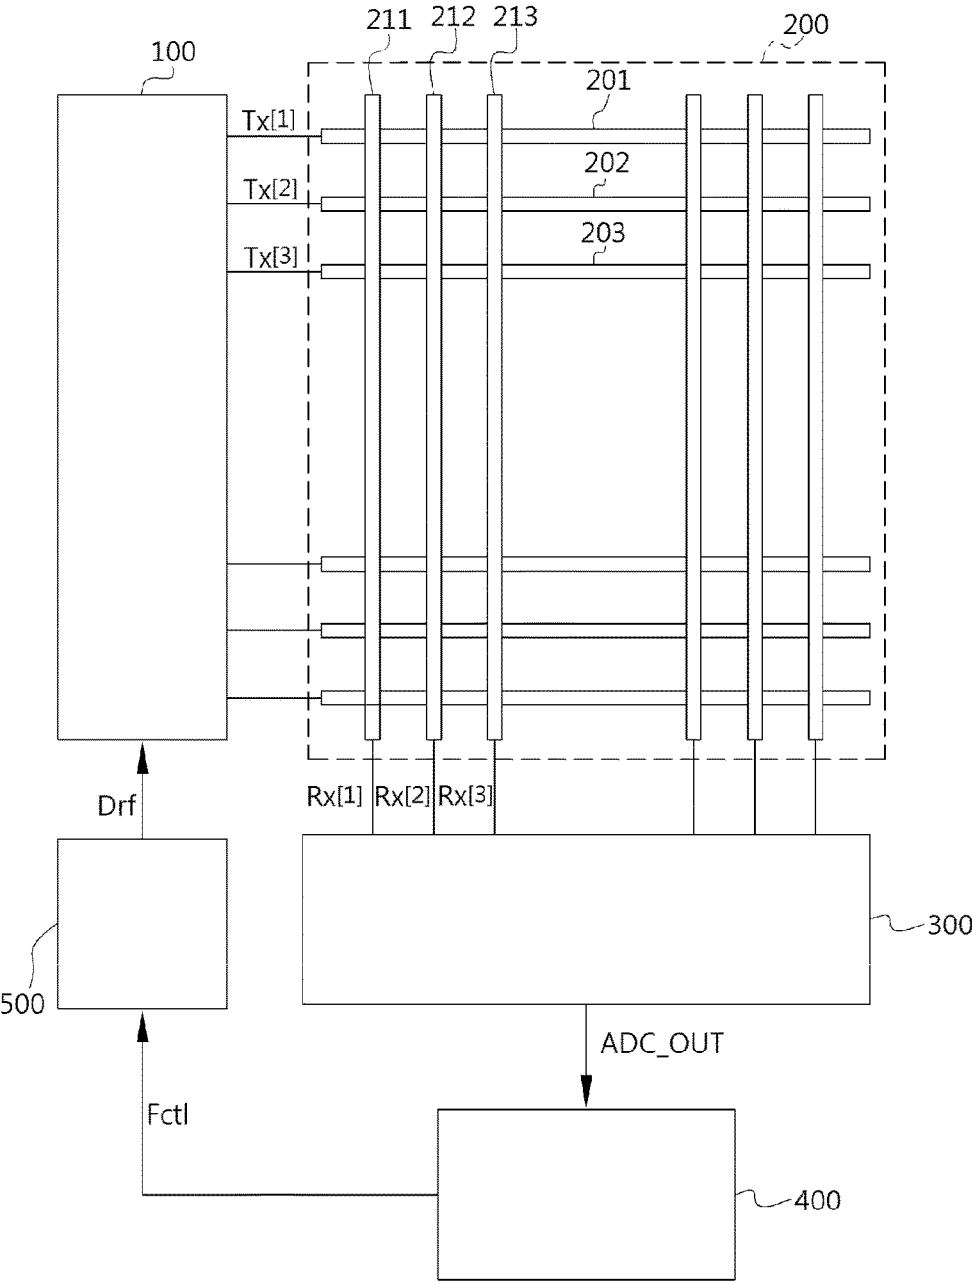 211
212
213
200
100
Tx[1]
201
Tx[2]
202
Tx[3]
203
Rx[1]
Rx[2]
Rx[3]
Drf
300
500
ADC_OUT
Fctl
400